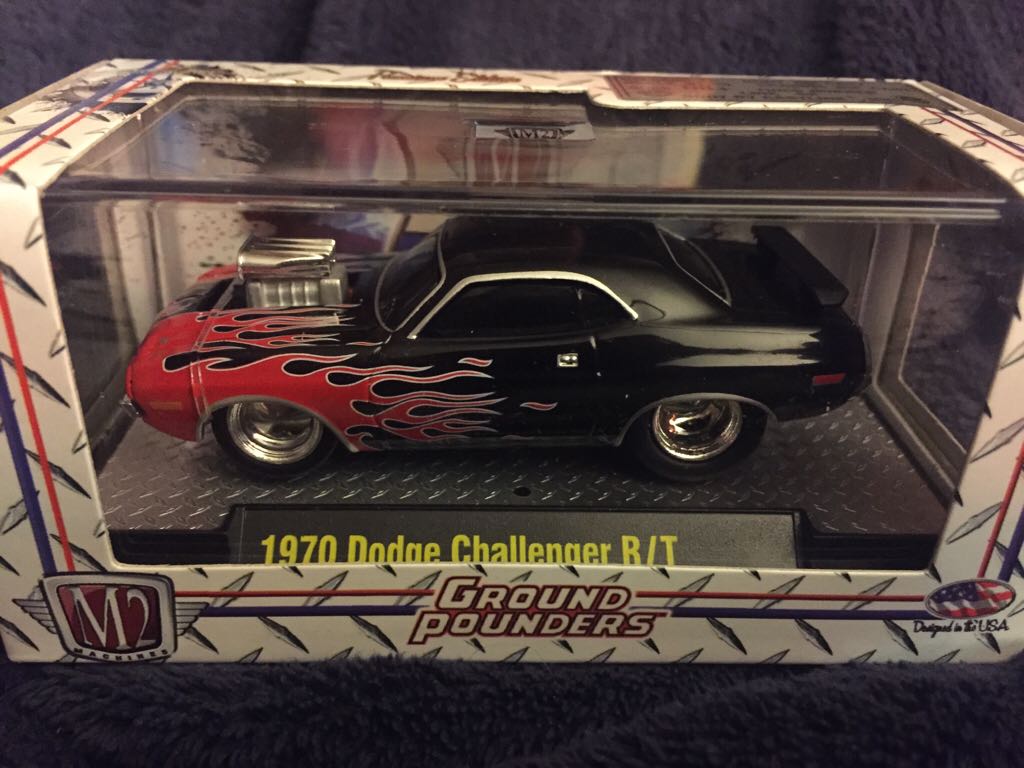 M2
1970 Dodge Challenger R/T
M2
MACHINES
GROUND
POUNDERS
Designed in the USA